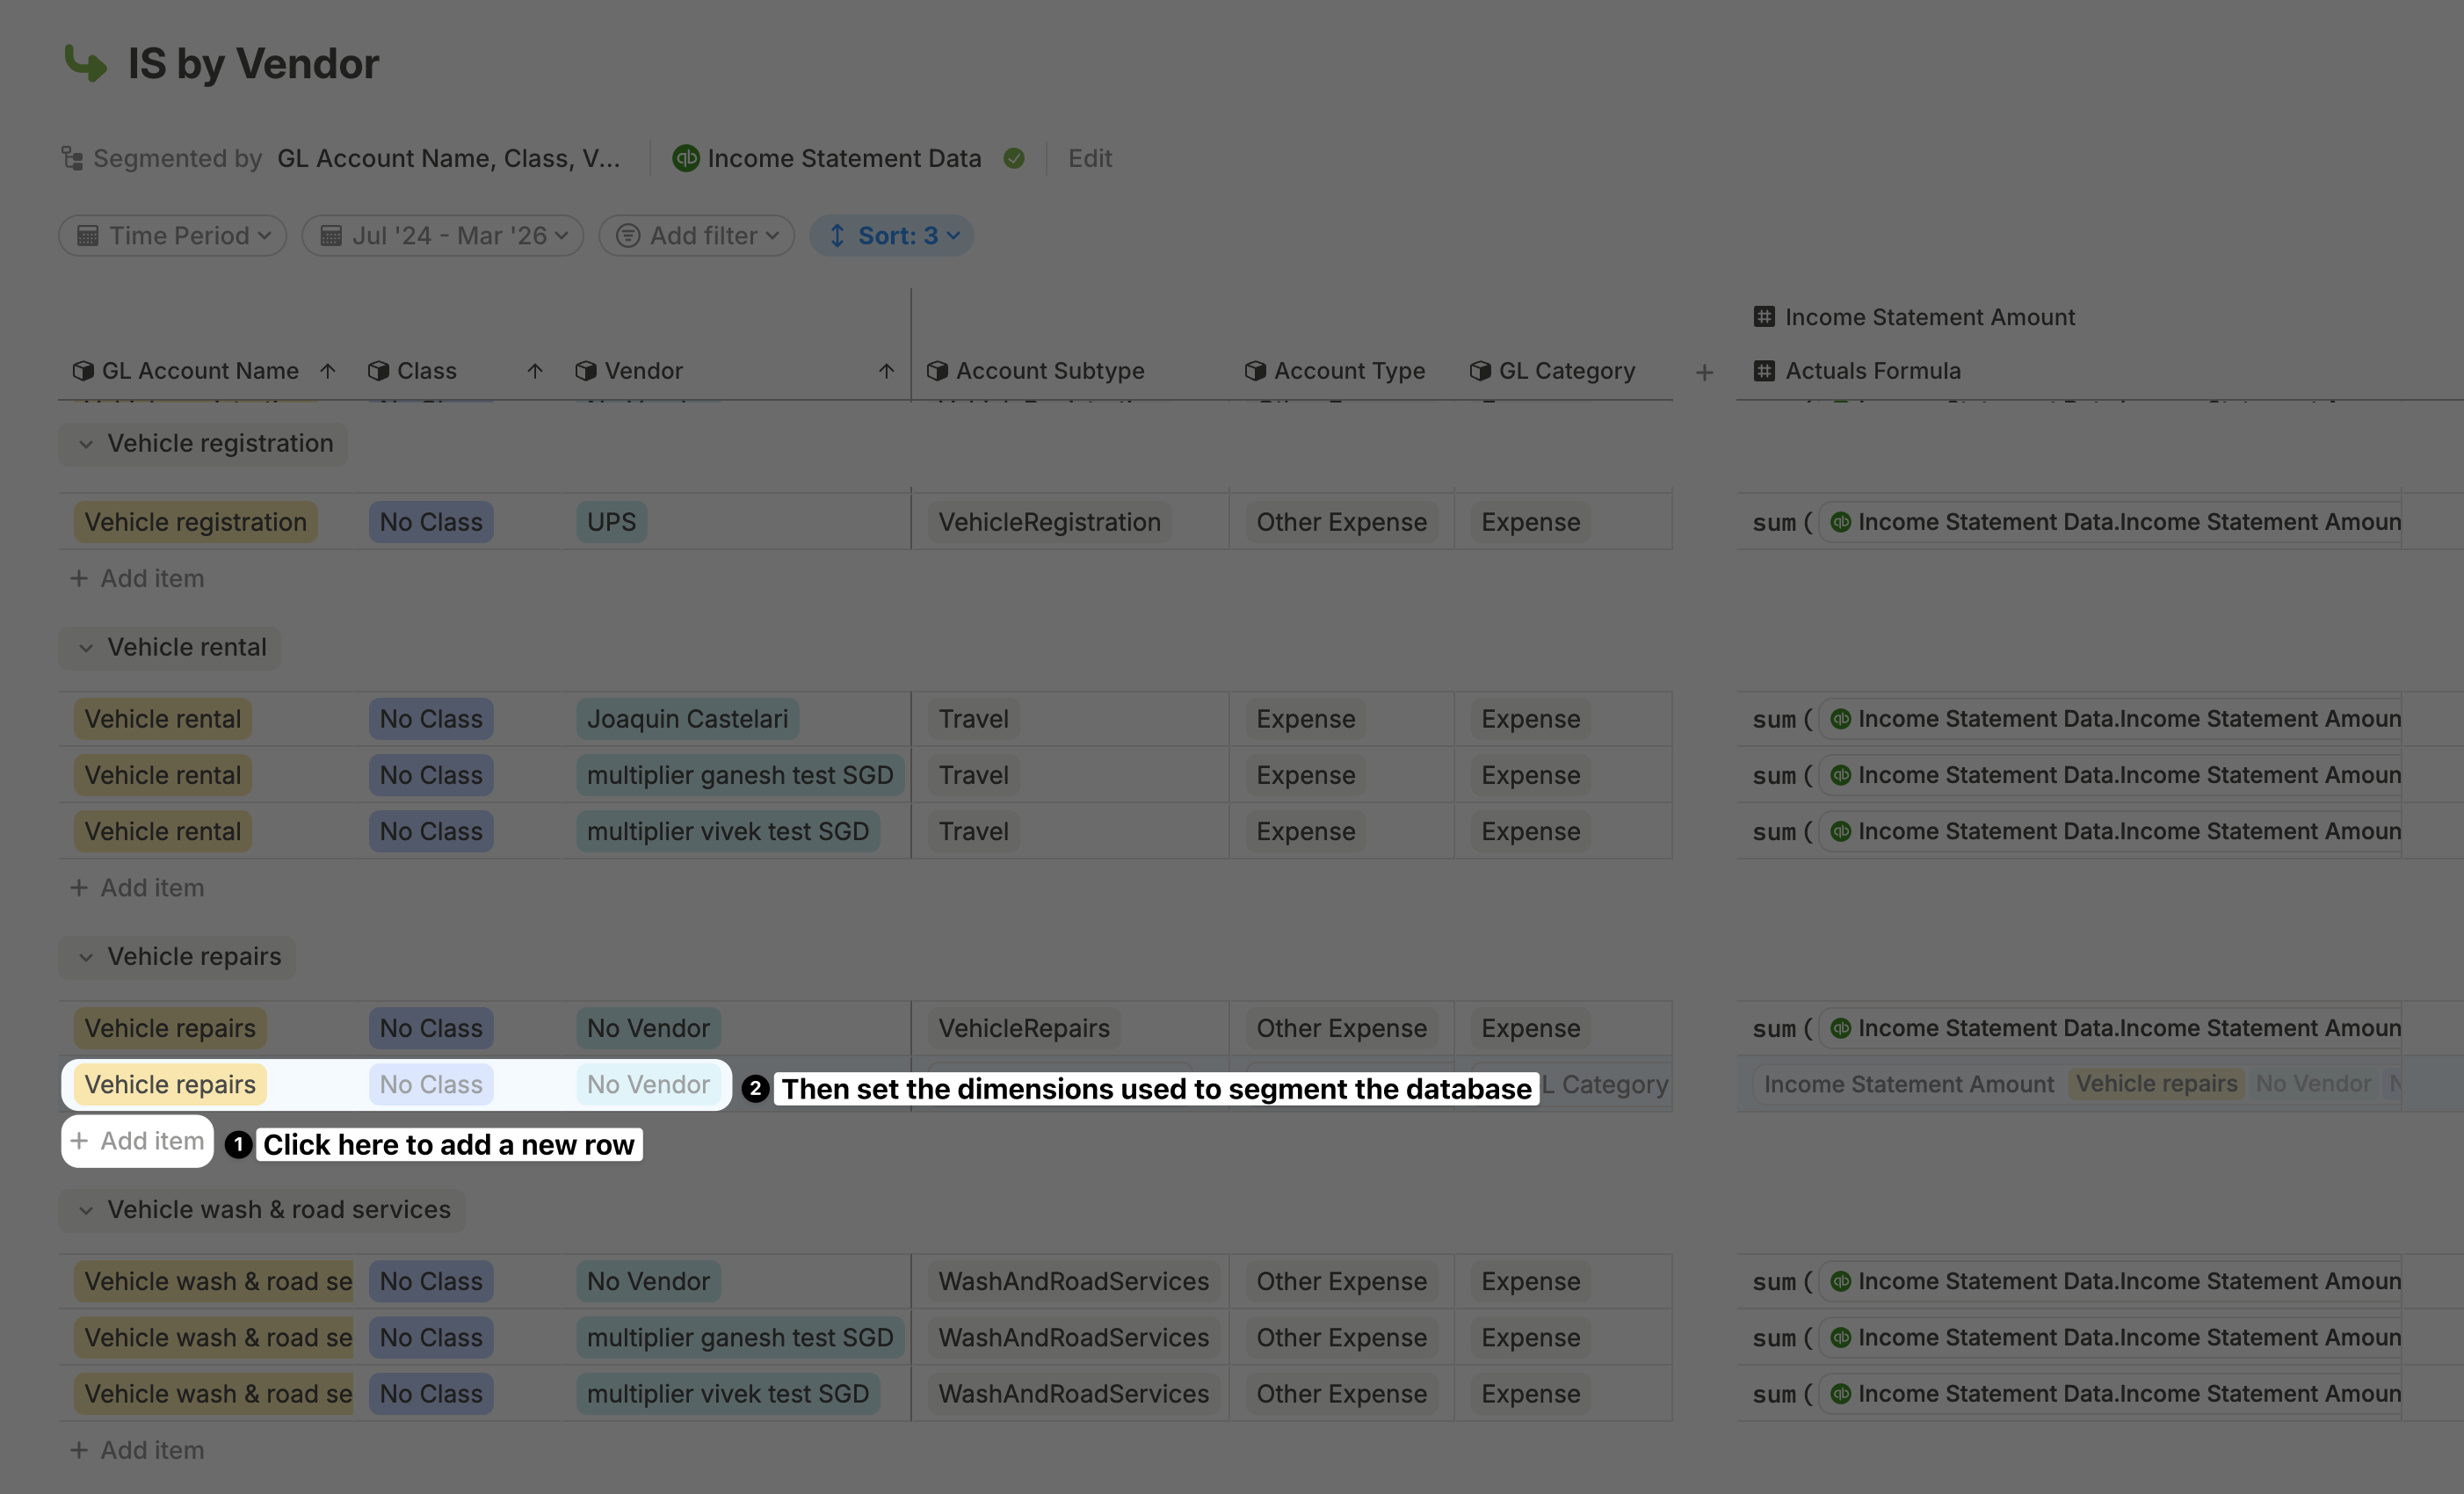 IS by Vendor
Segmented by GL Account Name, Class, V... qb Income Statement Data Edit
Time Period Jul '24 - Mar '26 Add filter Sort: 3
Income Statement Amount
GL Account Name Class Vendor Account Subtype Account Type GL Category + Actuals Formula
Vehicle registration
Vehicle registration No Class UPS VehicleRegistration Other Expense Expense sum ( qb Income Statement Data.Income Statement Amoun
+ Add item
Vehicle rental
Vehicle rental No Class Joaquin Castelari Travel Expense Expense sum ( qb Income Statement Data.Income Statement Amoun
Vehicle rental No Class multiplier ganesh test SGD Travel Expense Expense sum ( qb Income Statement Data.Income Statement Amoun
Vehicle rental No Class multiplier vivek test SGD Travel Expense Expense sum ( qb Income Statement Data.Income Statement Amoun
+ Add item
Vehicle repairs
Vehicle repairs No Class No Vendor VehicleRepairs Other Expense Expense sum ( qb Income Statement Data.Income Statement Amoun
Vehicle repairs No Class No Vendor 2 Then set the dimensions used to segment the database L Category Income Statement Amount Vehicle repairs No Vendor N
+ Add item 1 Click here to add a new row
Vehicle wash & road services
Vehicle wash & road se No Class No Vendor WashAndRoadServices Other Expense Expense sum ( qb Income Statement Data.Income Statement Amoun
Vehicle wash & road se No Class multiplier ganesh test SGD WashAndRoadServices Other Expense Expense sum ( qb Income Statement Data.Income Statement Amoun
Vehicle wash & road se No Class multiplier vivek test SGD WashAndRoadServices Other Expense Expense sum ( qb Income Statement Data.Income Statement Amoun
+ Add item